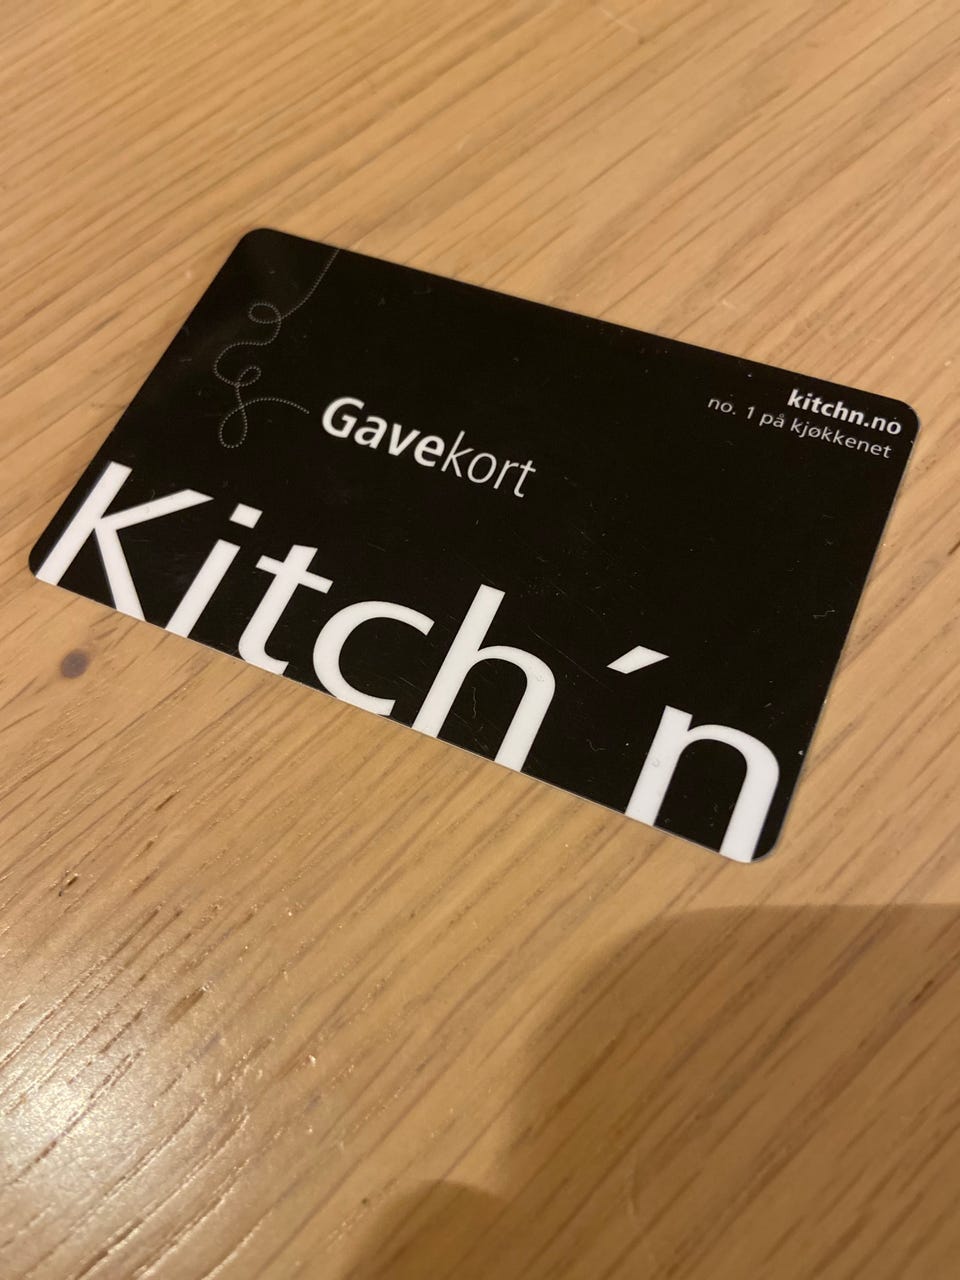 kitchn.no
no. 1 på kjøkkenet
Gavekort
Kitch´n